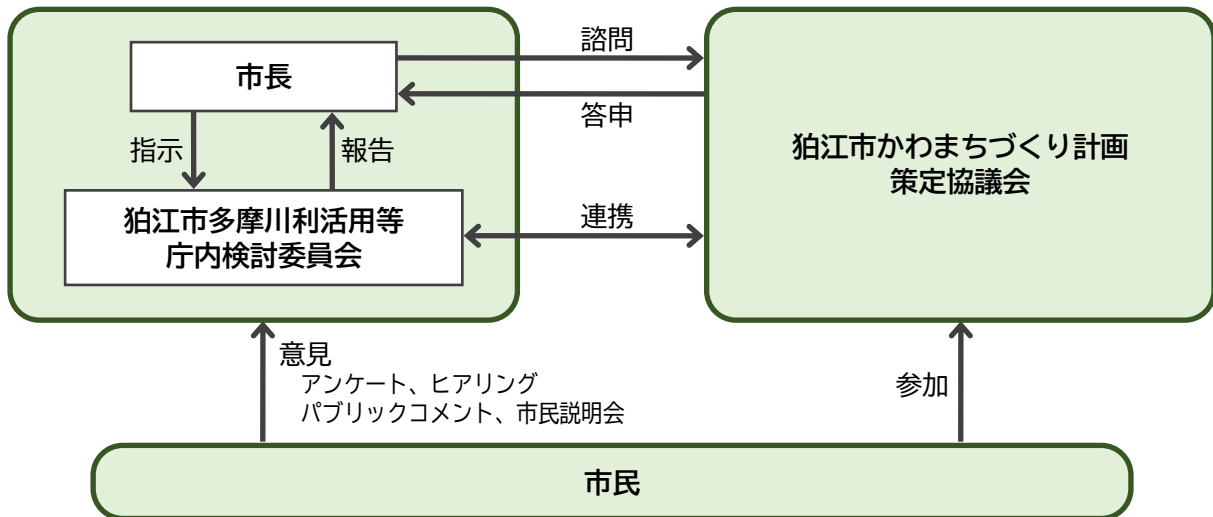 諮問
市長
答申
指示
報告
狛江市かわまちづくり計画
策定協議会
狛江市多摩川利活用等
庁内検討委員会
連携
意見
アンケート、ヒアリング
パブリックコメント、市民説明会
参加
市民